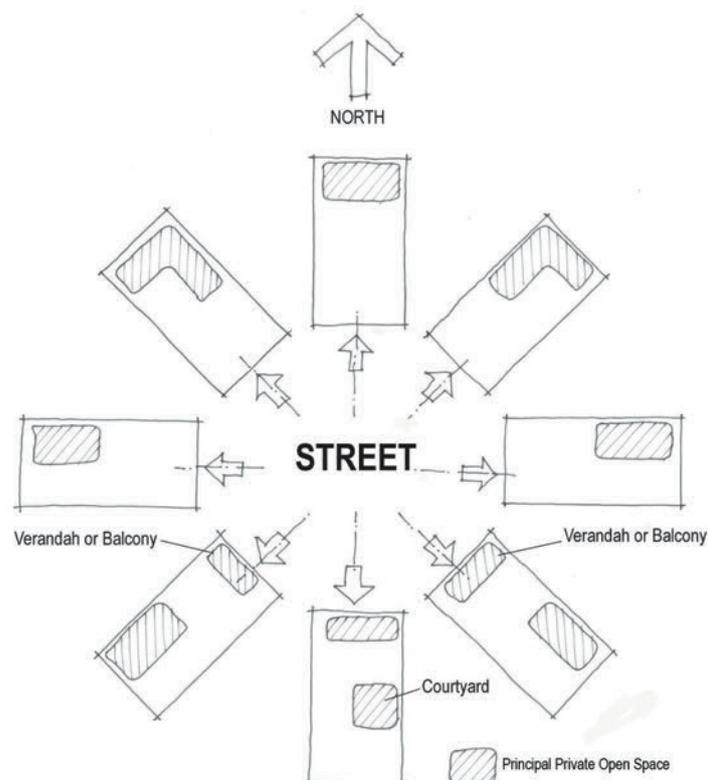 NORTH
STREET
Verandah or Balcony
Verandah or Balcony
Courtyard
Principal Private Open Space